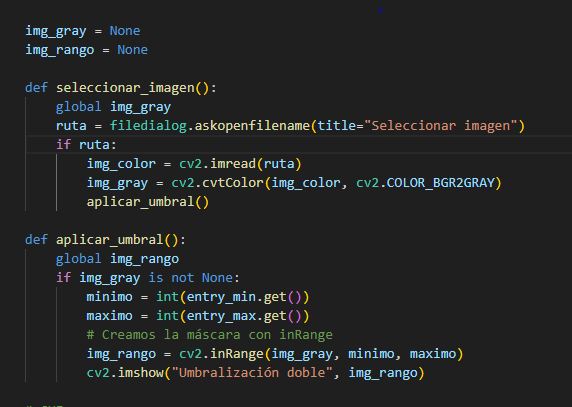 img_gray = None
img_rango = None
def seleccionar_imagen():
global img_gray
ruta = filedialog.askopenfilename(title="Seleccionar imagen")
if ruta:
img_color = cv2.imread(ruta)
img_gray = cv2.cvtColor(img_color, cv2.COLOR_BGR2GRAY)
aplicar_umbral()
def aplicar_umbral():
global img_rango
if img_gray is not None:
minimo = int(entry_min.get())
maximo = int(entry_max.get())
# Creamos la máscara con inRange
img_rango = cv2.inRange(img_gray, minimo, maximo)
cv2.imshow("Umbralización doble", img_rango)